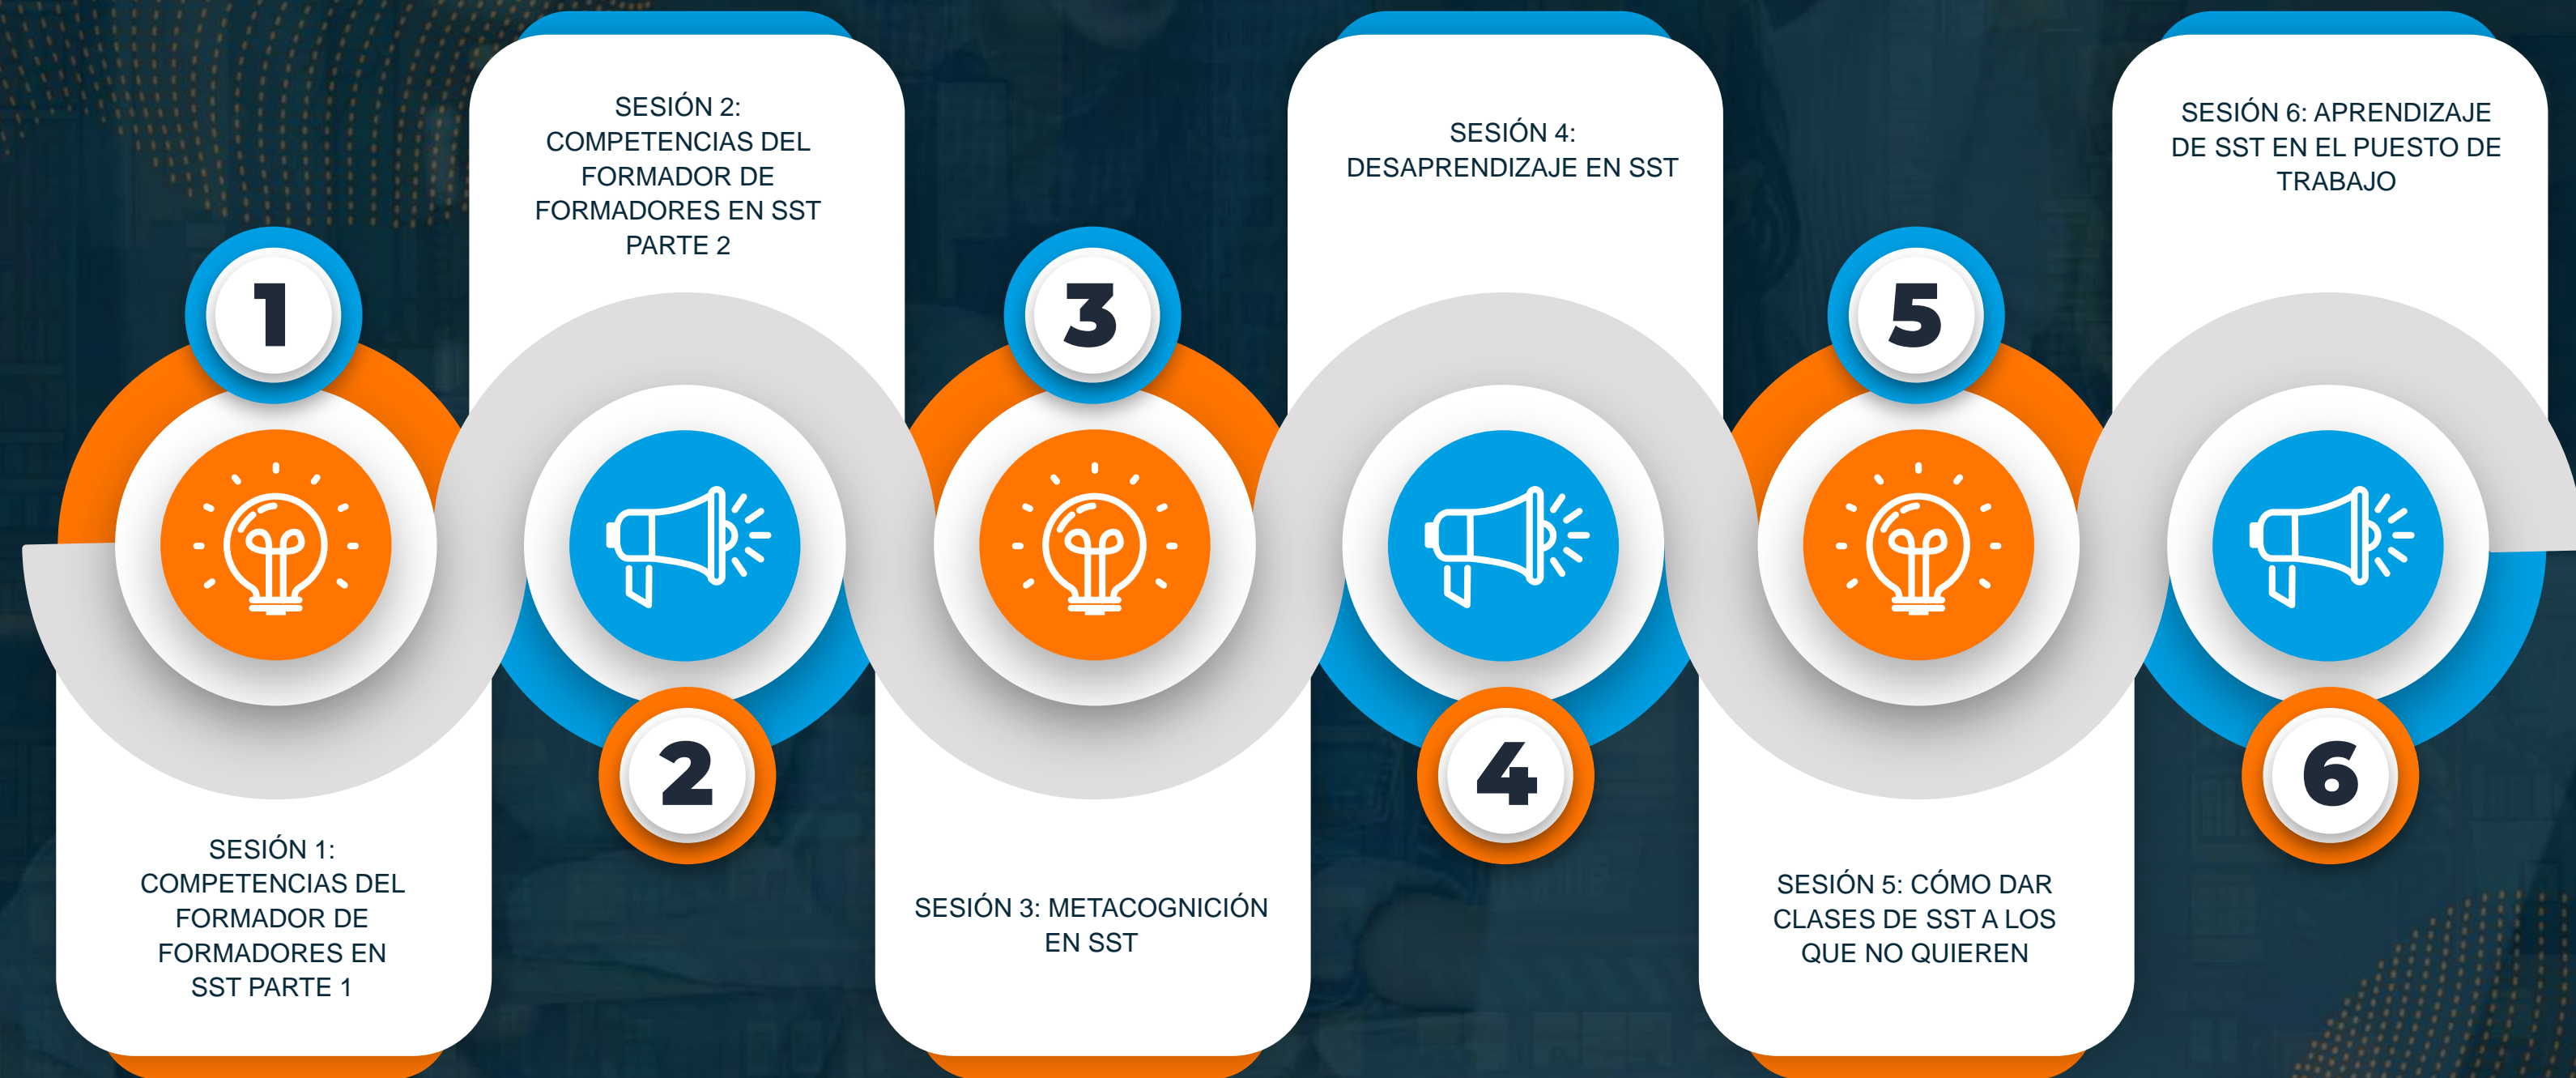 1
SESIÓN 1:
COMPETENCIAS DEL
FORMADOR DE
FORMADORES EN
SST PARTE 1
SESIÓN 2:
COMPETENCIAS DEL
FORMADOR DE
FORMADORES EN SST
PARTE 2
2
3
SESIÓN 3: METACOGNICIÓN
EN SST
SESIÓN 4:
DESAPRENDIZAJE EN SST
4
5
SESIÓN 5: CÓMO DAR
CLASES DE SST A LOS
QUE NO QUIEREN
SESIÓN 6: APRENDIZAJE
DE SST EN EL PUESTO DE
TRABAJO
6